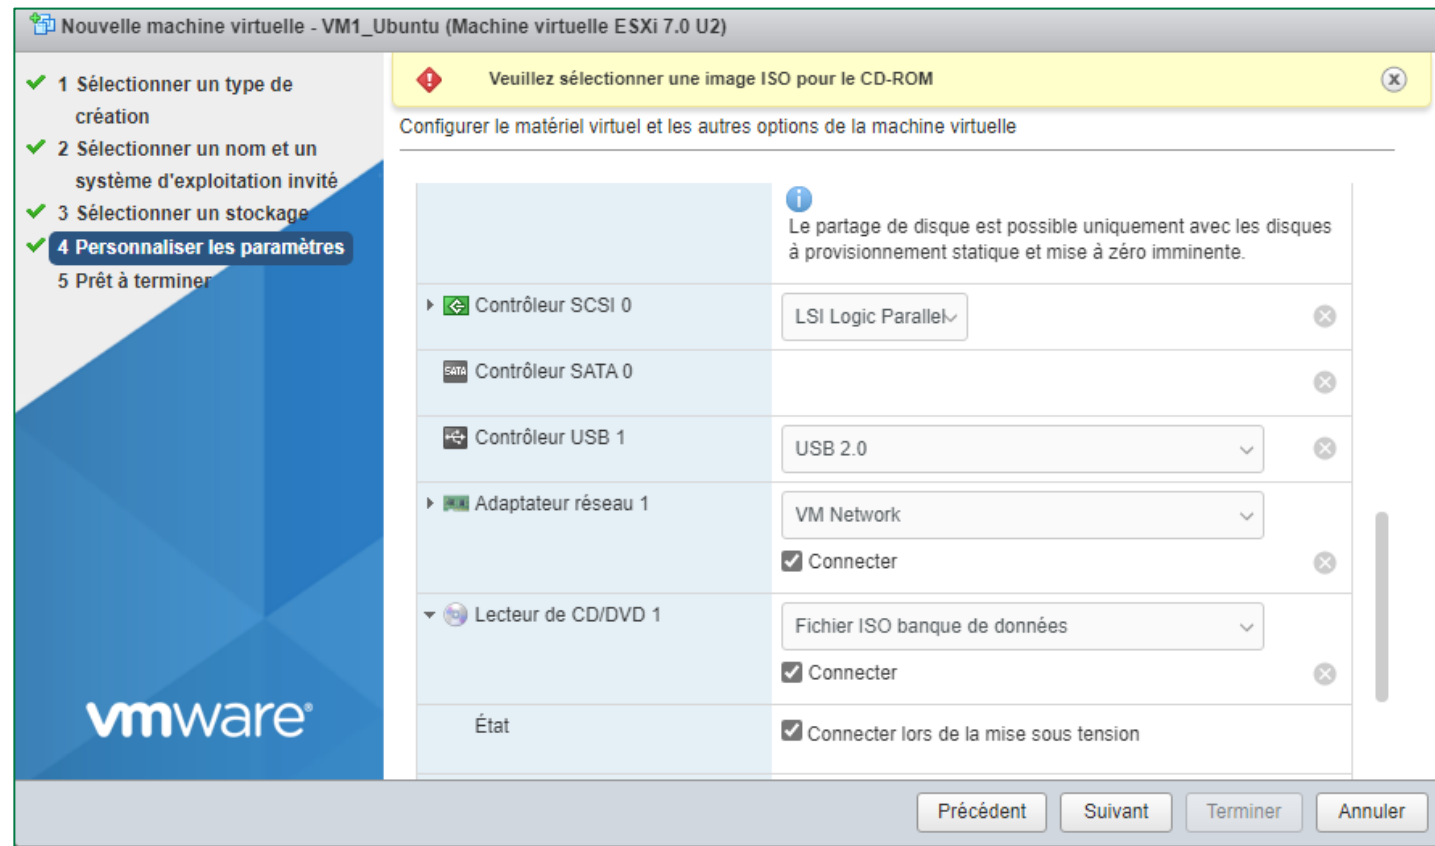 Nouvelle machine virtuelle - VM1_Ubuntu (Machine virtuelle ESXi 7.0 U2)
1 Sélectionner un type de
création
2 Sélectionner un nom et un
système d'exploitation invité
3 Sélectionner un stockage
4 Personnaliser les paramètres
5 Prêt à terminer
vmware®
Veuillez sélectionner une image ISO pour le CD-ROM
Configurer le matériel virtuel et les autres options de la machine virtuelle
Le partage de disque est possible uniquement avec les disques
à provisionnement statique et mise à zéro imminente.
Contrôleur SCSI 0
LSI Logic Parallel
SATA
Contrôleur SATA 0
Contrôleur USB 1
USB 2.0
Adaptateur réseau 1
VM Network
Connecter
Lecteur de CD/DVD 1
Fichier ISO banque de données
Connecter
État
Connecter lors de la mise sous tension
Précédent
Suivant
Terminer
Annuler